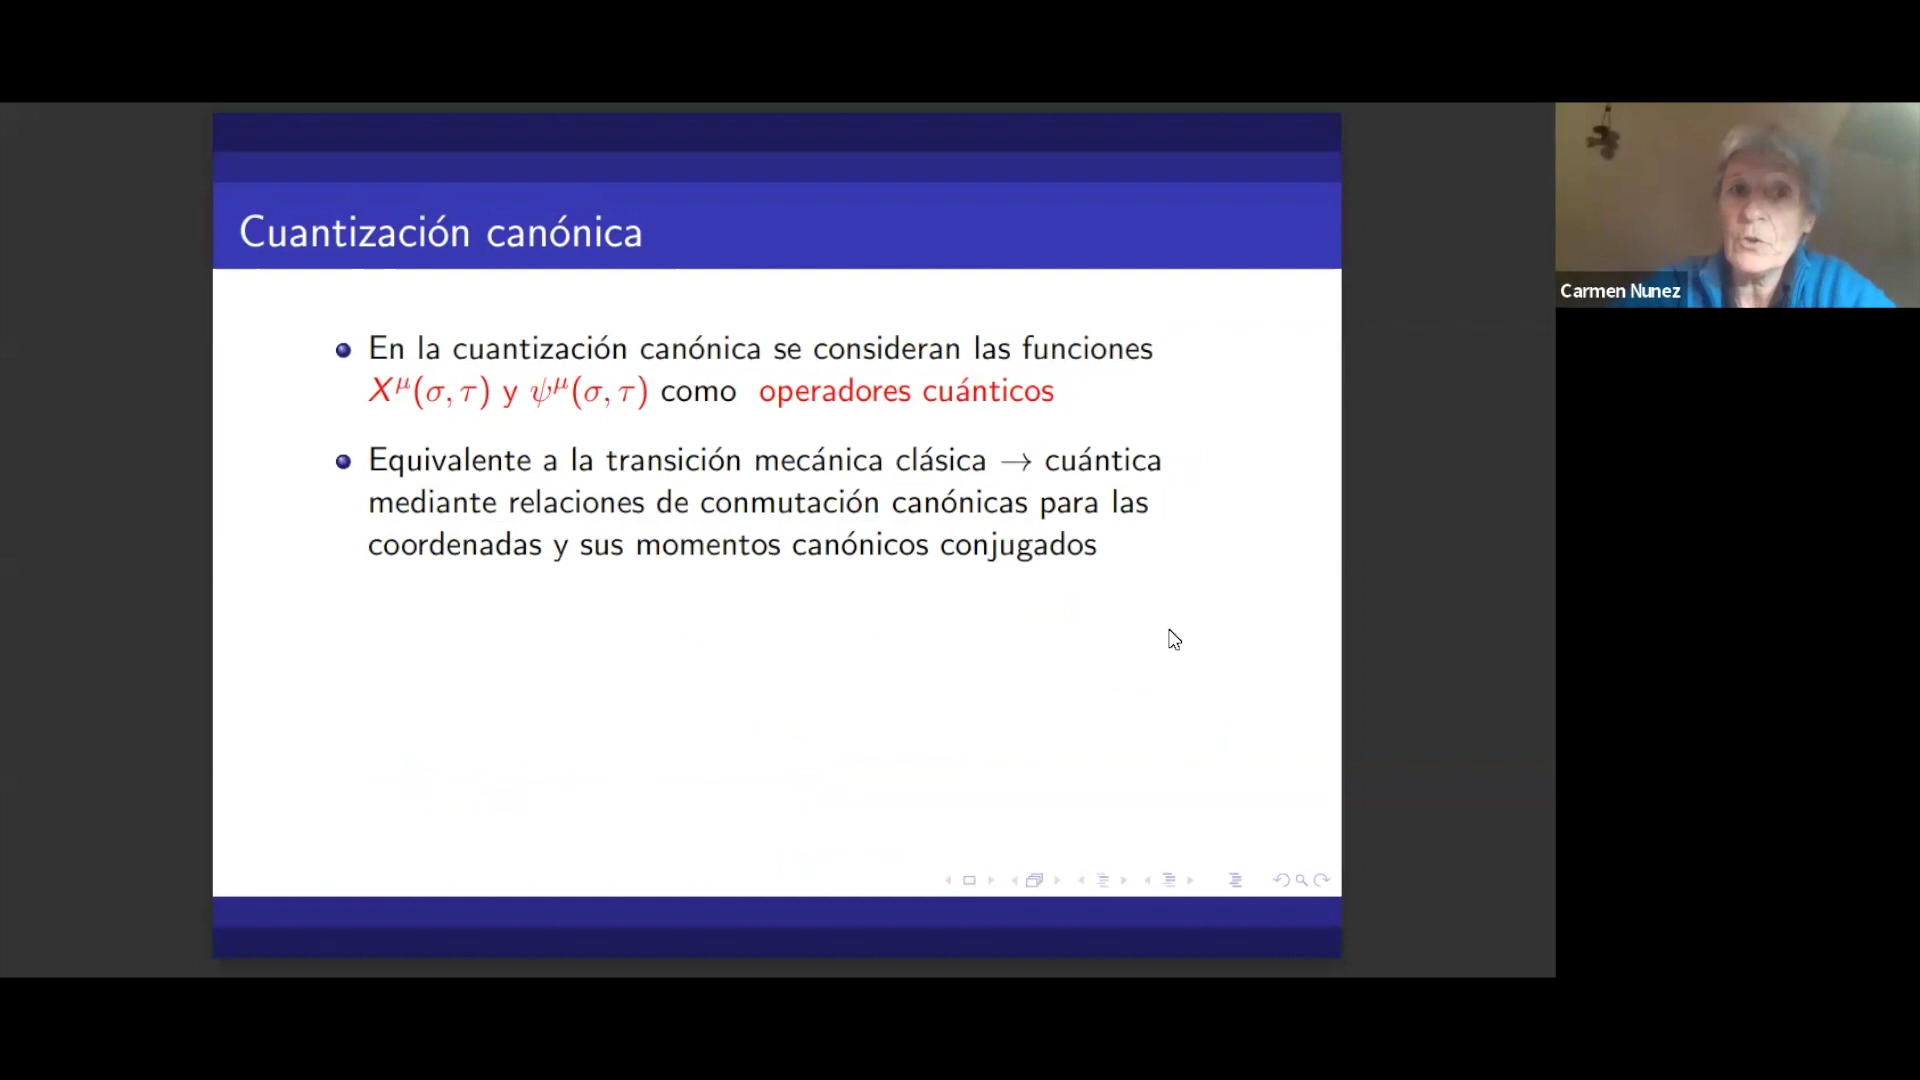 Cuantización canónica
En la cuantización canónica se consideran las funciones
X^μ(σ, τ) y ψ^μ(σ, τ) como operadores cuánticos
Equivalente a la transición mecánica clásica → cuántica
mediante relaciones de conmutación canónicas para las
coordenadas y sus momentos canónicos conjugados
Carmen Nunez